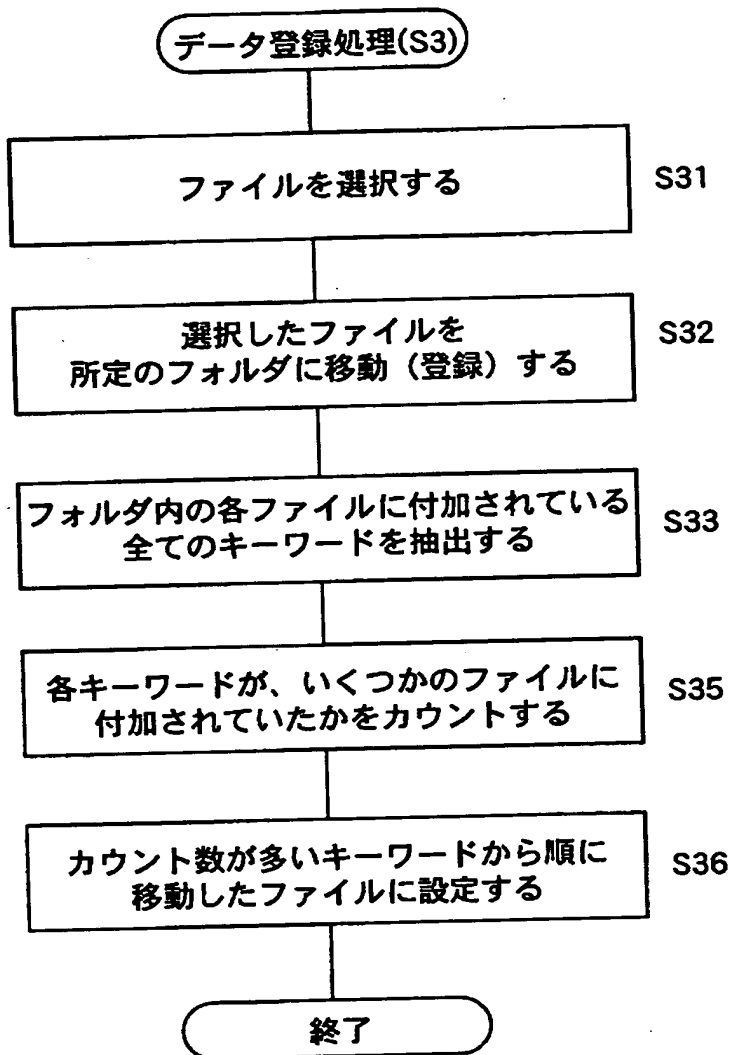 データ登録処理(S3)
ファイルを選択する
S31
選択したファイルを
所定のフォルダに移動（登録）する
S32
フォルダ内の各ファイルに付加されている
全てのキーワードを抽出する
S33
各キーワードが、いくつかのファイルに
付加されていたかをカウントする
S35
カウント数が多いキーワードから順に
移動したファイルに設定する
S36
終了